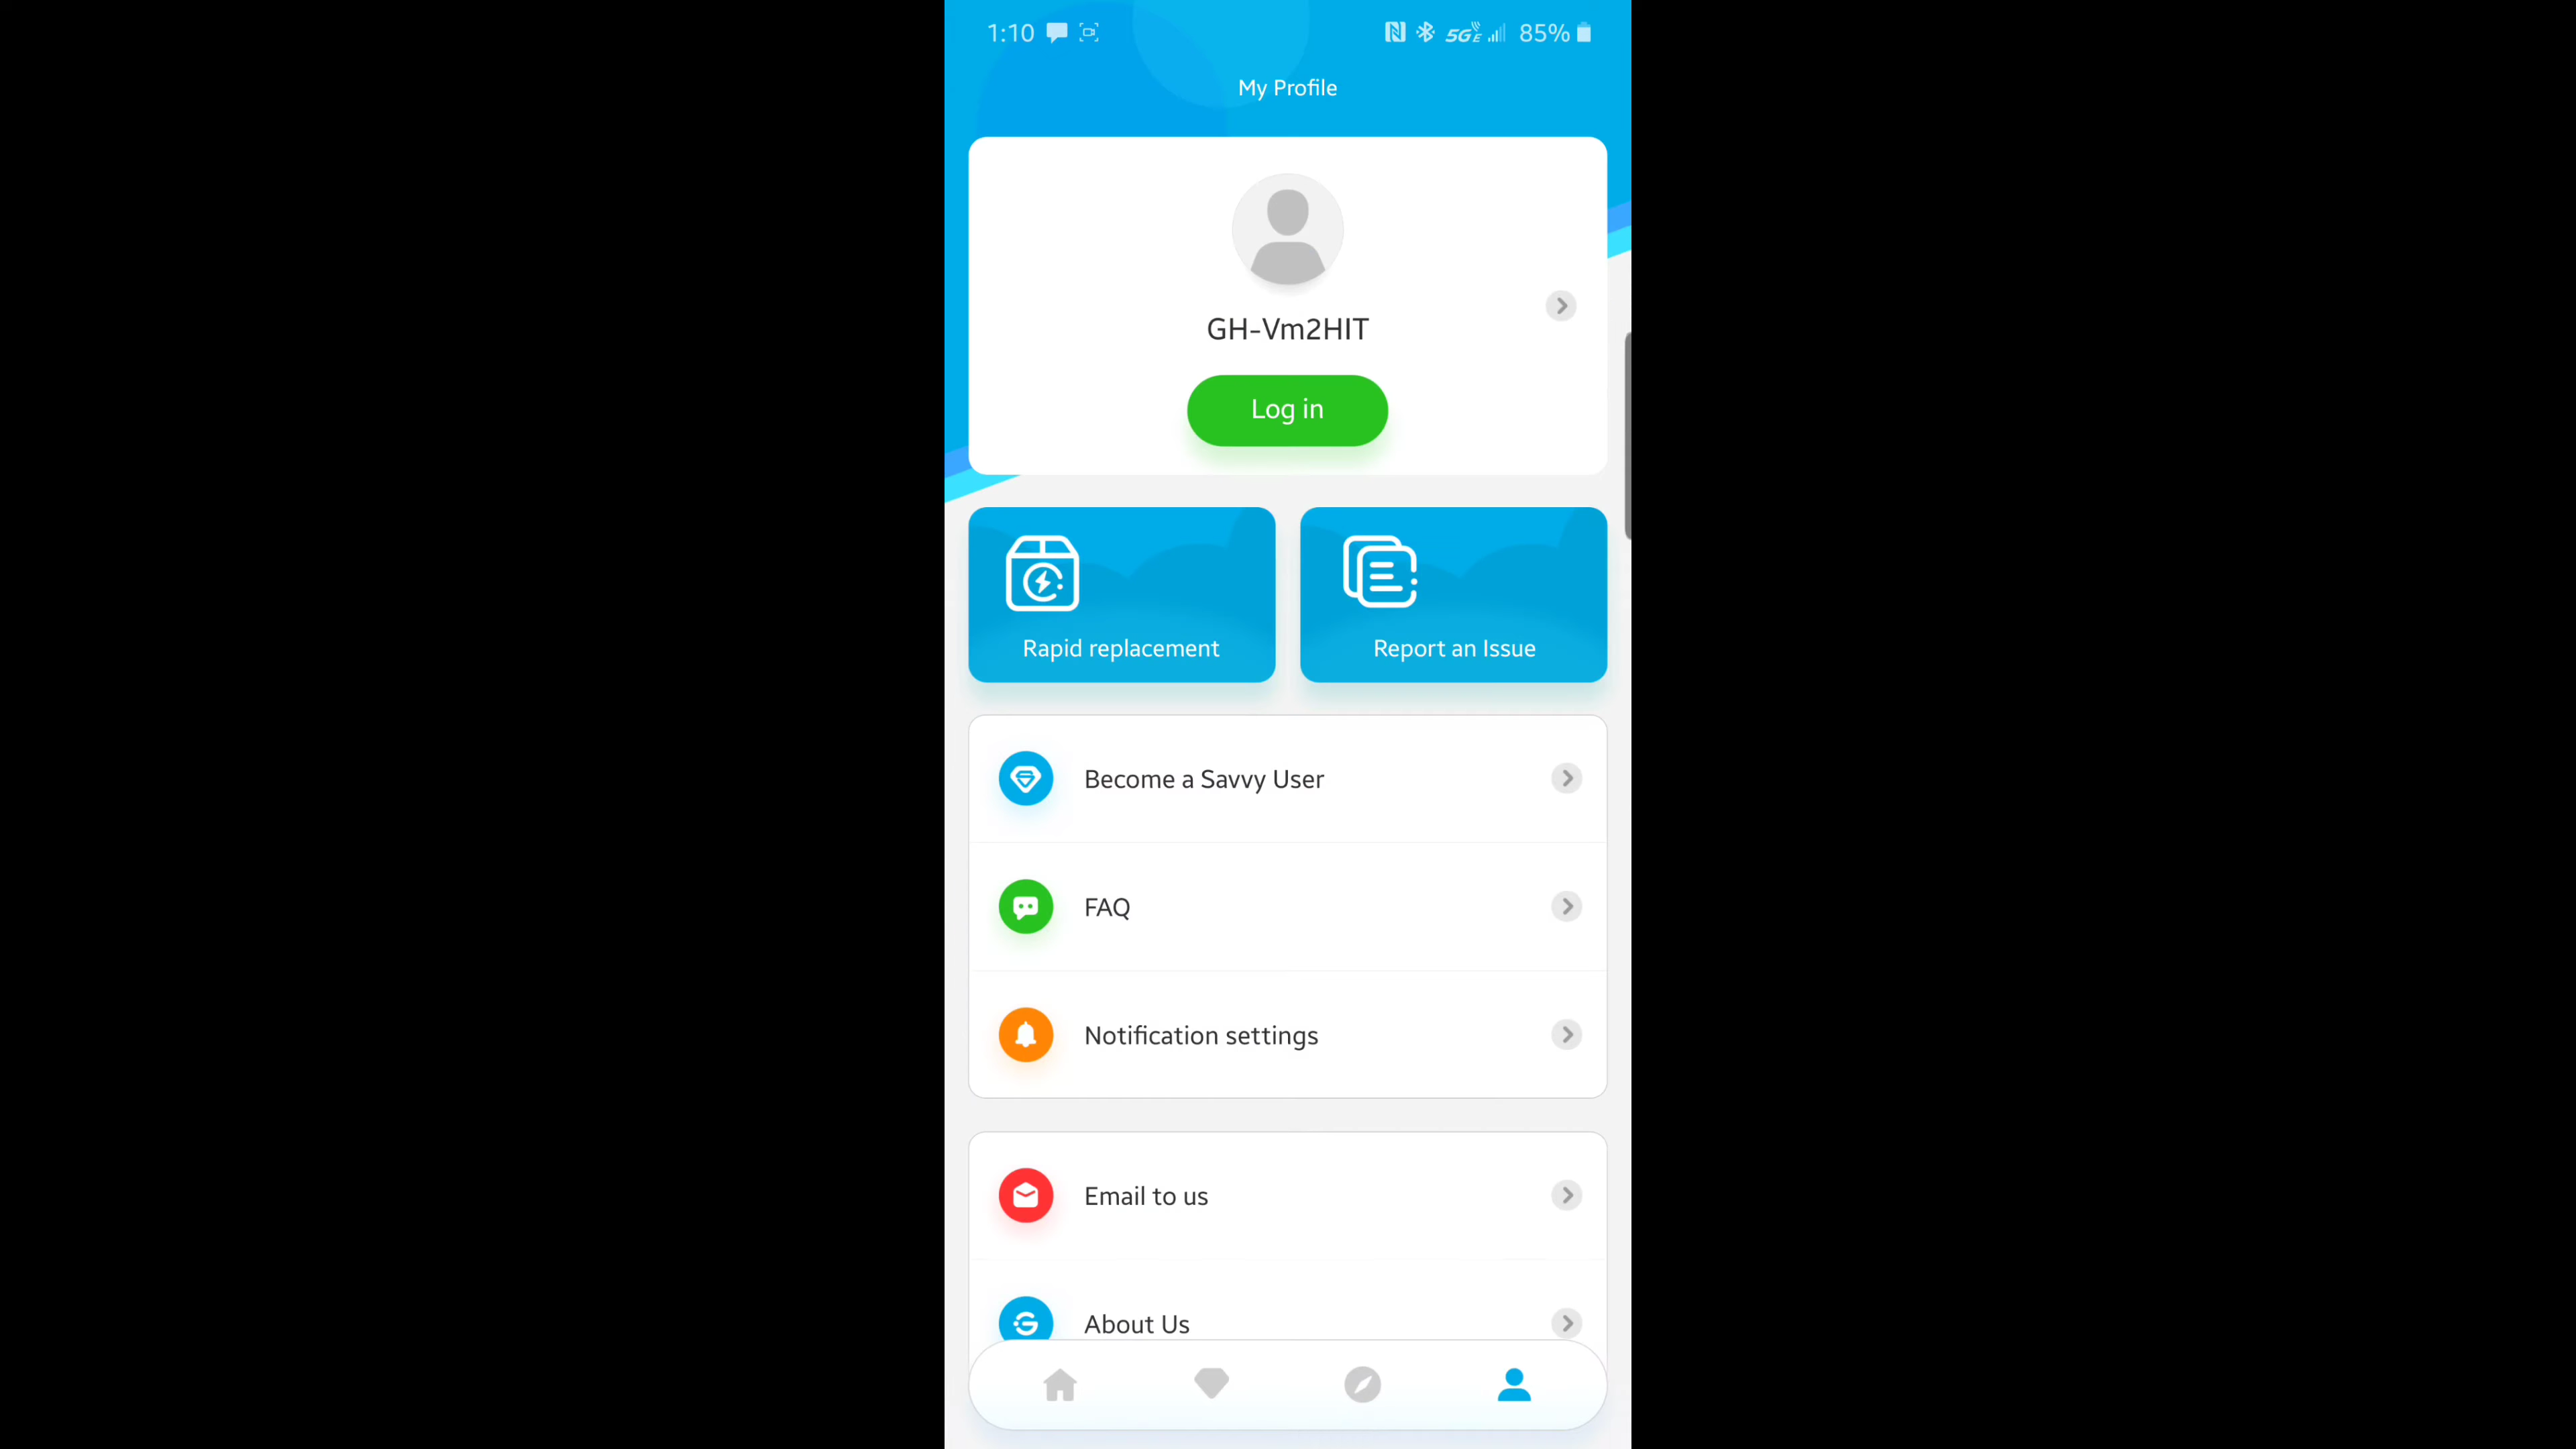 1:10 5GE 85%
My Profile
GH-Vm2HIT
Log in
Rapid replacement
Report an Issue
Become a Savvy User
FAQ
Notification settings
Email to us
About Us